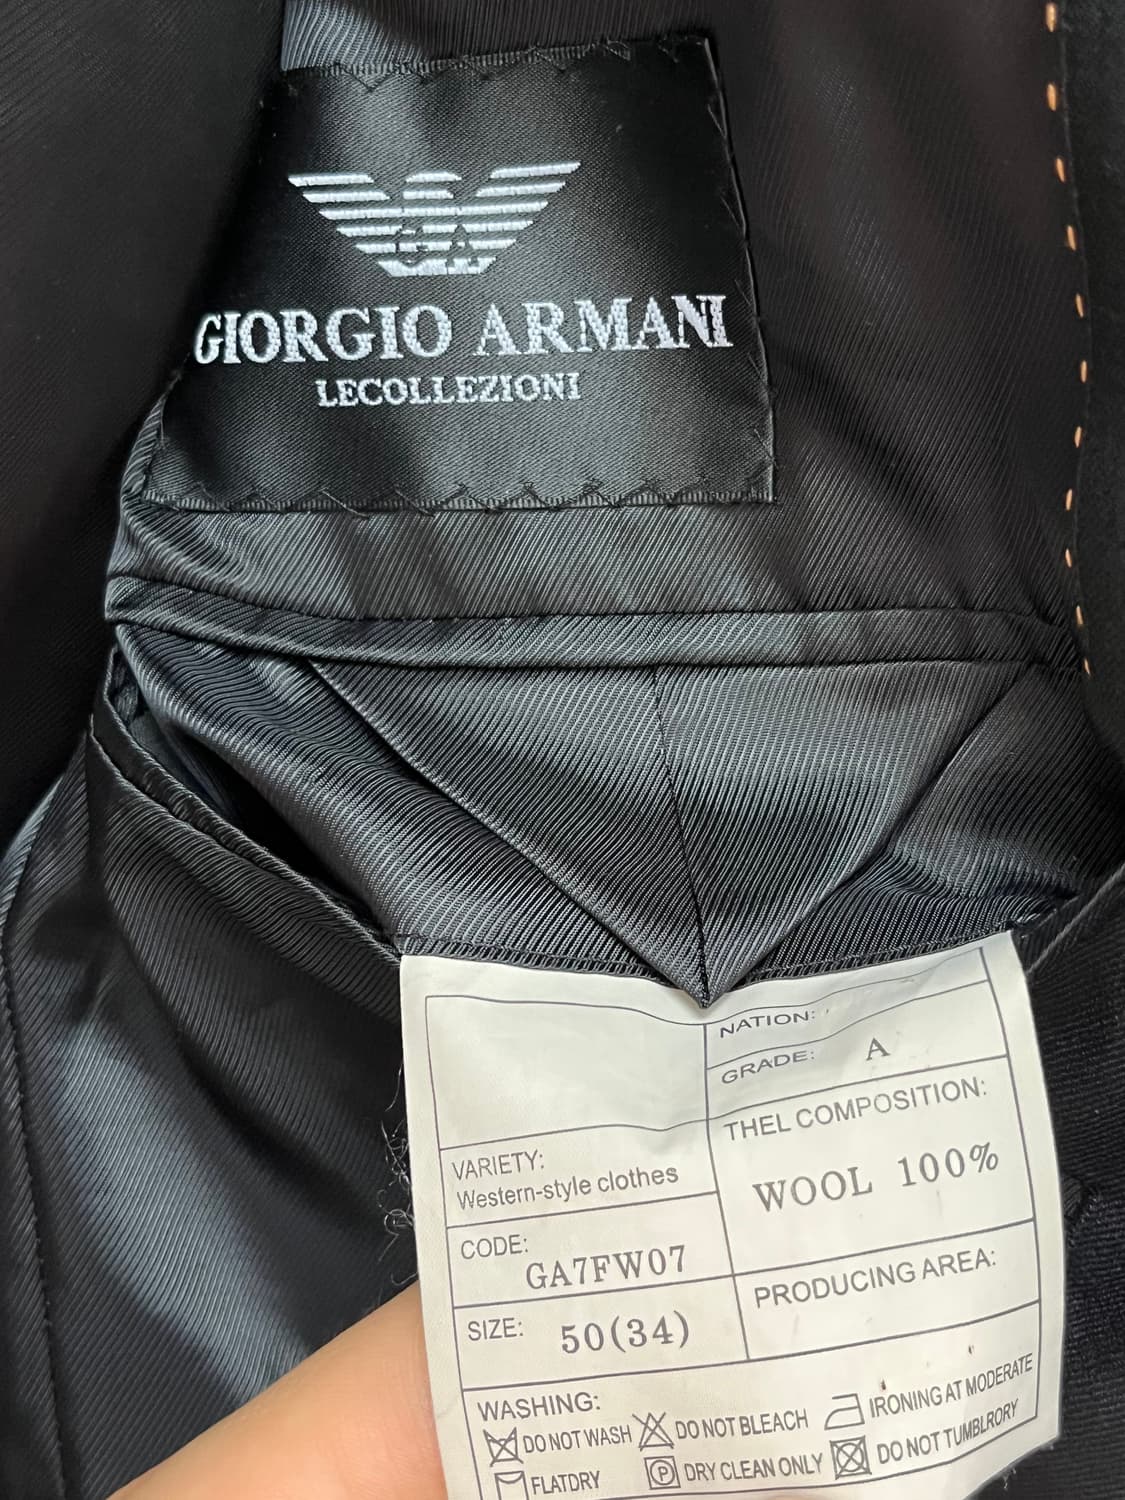 GA
GIORGIO ARMANI
LECOLLEZIONI
NATION:
GRADE: A
THEL COMPOSITION:
WOOL 100%
VARIETY:
Western-style clothes
CODE:
GA7FW07
PRODUCING AREA:
SIZE: 50(34)
WASHING:
DO NOT WASH DO NOT BLEACH IRONING AT MODERATE
FLATDRY P DRY CLEAN ONLY DO NOT TUMBLRORY